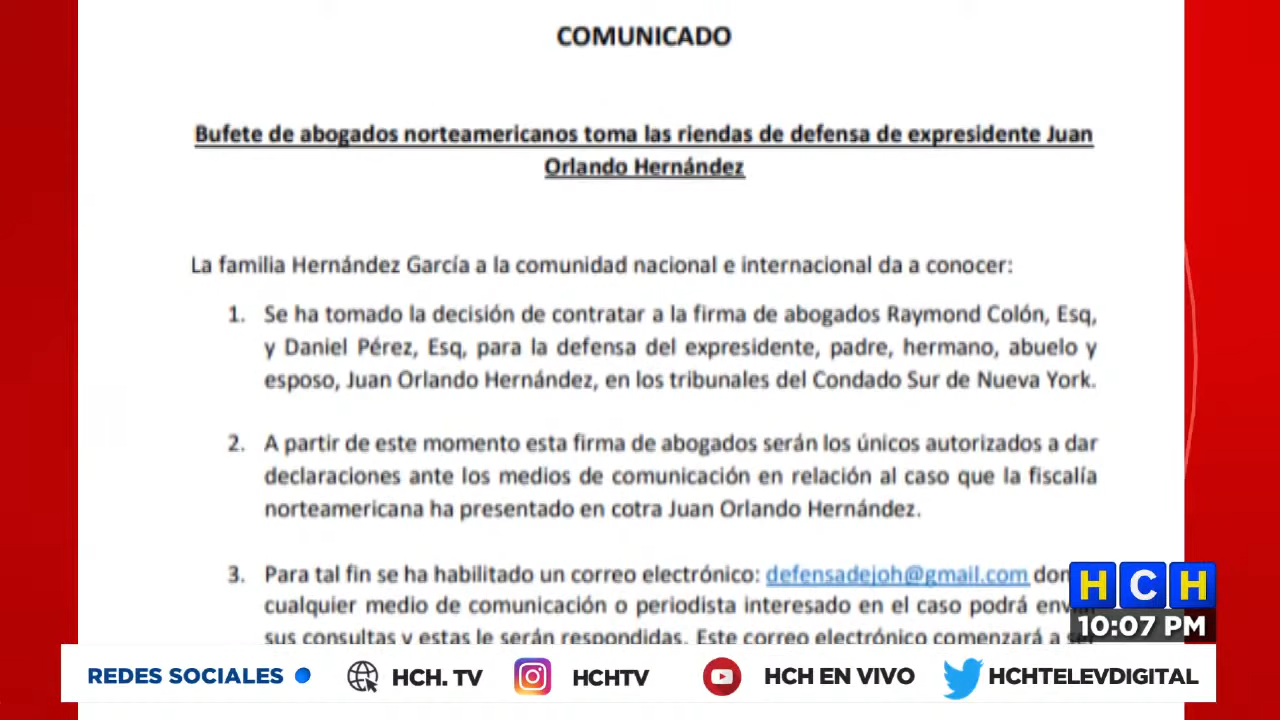 COMUNICADO
Bufete de abogados norteamericanos toma las riendas de defensa de expresidente Juan
Orlando Hernández
La familia Hernández García a la comunidad nacional e internacional da a conocer:
1. Se ha tomado la decisión de contratar a la firma de abogados Raymond Colón, Esq,
y Daniel Pérez, Esq, para la defensa del expresidente, padre, hermano, abuelo y
esposo, Juan Orlando Hernández, en los tribunales del Condado Sur de Nueva York.
2. A partir de este momento esta firma de abogados serán los únicos autorizados a dar
declaraciones ante los medios de comunicación en relación al caso que la fiscalía
norteamericana ha presentado en cotra Juan Orlando Hernández.
3. Para tal fin se ha habilitado un correo electrónico: defensadejoh@gmail.com
cualquier medio de comunicación o periodista interesado en el caso podrá
sus consultas y estas le serán respondidas. Este correo electrónico comenzará a
HCH
10:07 PM
REDES SOCIALES HCH. TV HCHTV HCH EN VIVO HCHTELEVDIGITAL